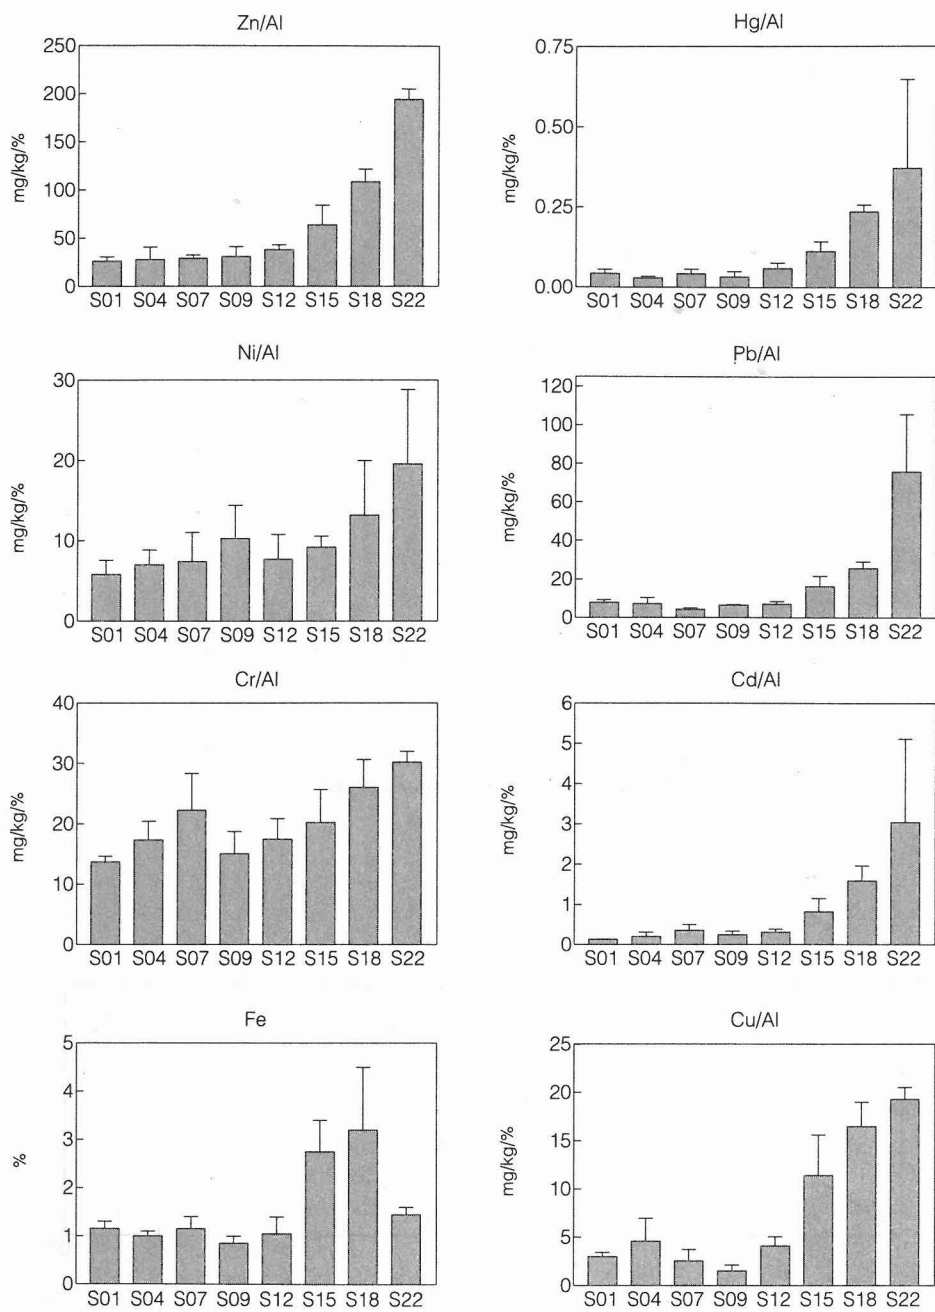 Zn/Al
250
200
150
100
50
0
mg/kg/%
S01 S04 S07 S09 S12 S15 S18 S22
Hg/Al
0.75
0.50
0.25
0.00
mg/kg/%
S01 S04 S07 S09 S12 S15 S18 S22
Ni/Al
30
20
10
0
mg/kg/%
S01 S04 S07 S09 S12 S15 S18 S22
Pb/Al
120
100
80
60
40
20
0
mg/kg/%
S01 S04 S07 S09 S12 S15 S18 S22
Cr/Al
40
30
20
10
0
mg/kg/%
S01 S04 S07 S09 S12 S15 S18 S22
Cd/Al
6
5
4
3
2
1
0
mg/kg/%
S01 S04 S07 S09 S12 S15 S18 S22
Fe
5
4
3
2
1
0
%
S01 S04 S07 S09 S12 S15 S18 S22
Cu/Al
25
20
15
10
5
0
mg/kg/%
S01 S04 S07 S09 S12 S15 S18 S22